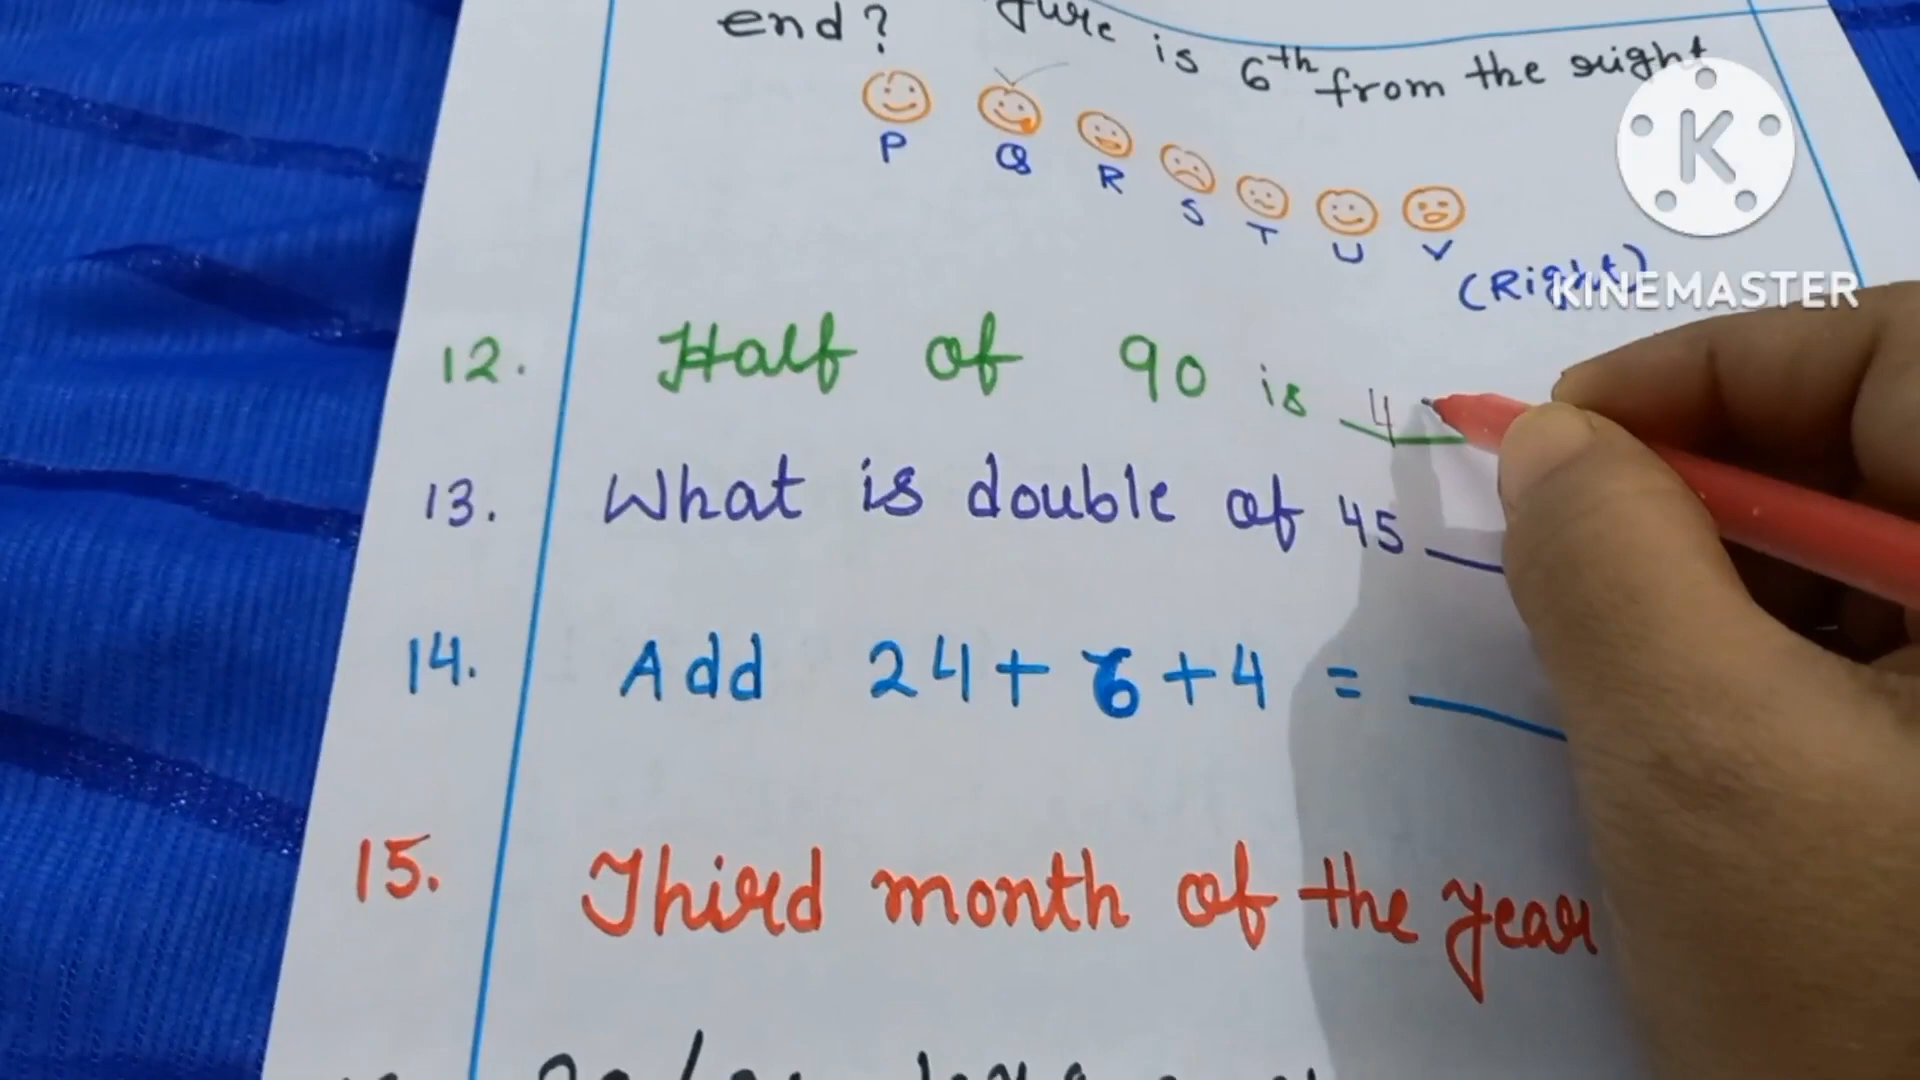 is 6th from the right
end?
P Q R S T U V
(Right)
K
KINEMASTER
12. Half of 90 is 4
13. What is double of 45
14. Add 24+6+4 =
15. Third month of the year